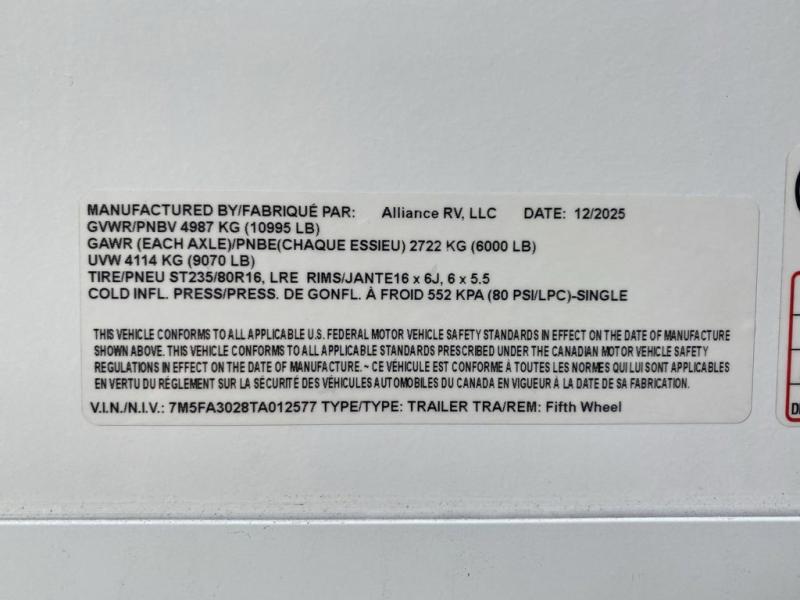 MANUFACTURED BY/FABRIQUÉ PAR: Alliance RV, LLC DATE: 12/2025
GVWR/PNBV 4987 KG (10995 LB)
GAWR (EACH AXLE)/PNBE(CHAQUE ESSIEU) 2722 KG (6000 LB)
UVW 4114 KG (9070 LB)
TIRE/PNEU ST235/80R16, LRE RIMS/JANTE16 x 6J, 6 x 5.5
COLD INFL. PRESS/PRESS. DE GONFL. À FROID 552 KPA (80 PSI/LPC)-SINGLE
THIS VEHICLE CONFORMS TO ALL APPLICABLE U.S. FEDERAL MOTOR VEHICLE SAFETY STANDARDS IN EFFECT ON THE DATE OF MANUFACTURE
SHOWN ABOVE. THIS VEHICLE CONFORMS TO ALL APPLICABLE STANDARDS PRESCRIBED UNDER THE CANADIAN MOTOR VEHICLE SAFETY
REGULATIONS IN EFFECT ON THE DATE OF MANUFACTURE. ~ CE VÉHICULE EST CONFORME À TOUTES LES NORMES QUI LUI SONT APPLICABLES
EN VERTU DU RÉGLEMENT SUR LA SÉCURITÉ DES VÉHICULES AUTOMOBILES DU CANADA EN VIGUEUR À LA DATE DE SA FABRICATION.
V.I.N./N.I.V.: 7M5FA3028TA012577 TYPE/TYPE: TRAILER TRA/REM: Fifth Wheel